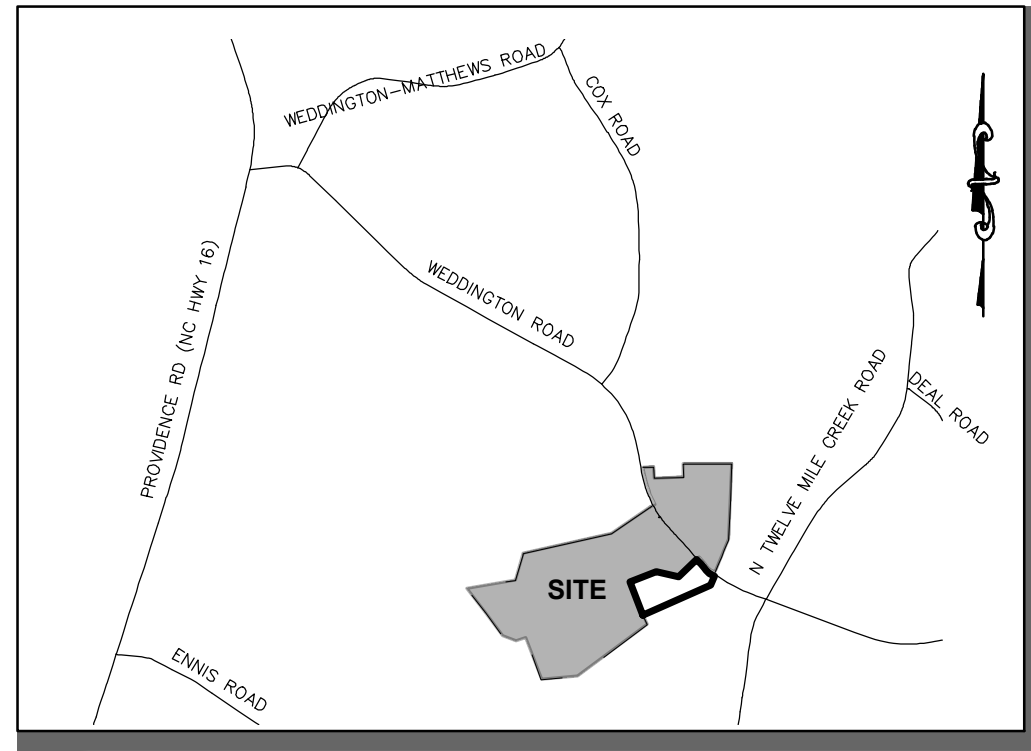 WEDDINGTON-MATTHEWS ROAD
COX ROAD
WEDDINGTON ROAD
PROVIDENCE RD (NC HWY 16)
N TWELVE MILE CREEK ROAD
DEAL ROAD
SITE
ENNIS ROAD